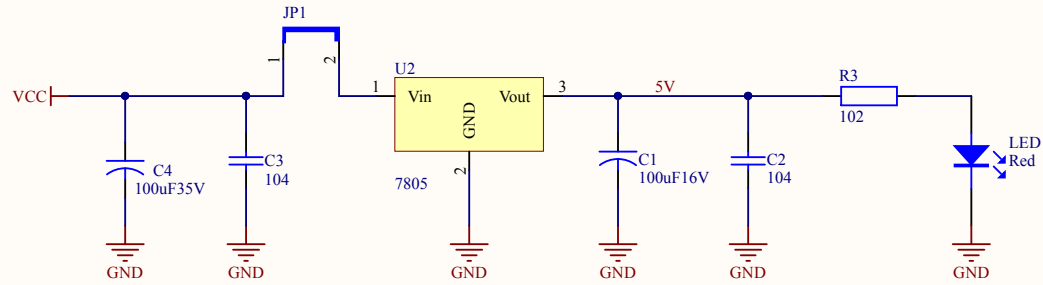 JP1
1
2
U2
VCC
1
Vin
Vout
GND
3
5V
R3
102
2
7805
C4
100uF35V
C3
104
C1
100uF16V
C2
104
LED
Red
GND
GND
GND
GND
GND
GND